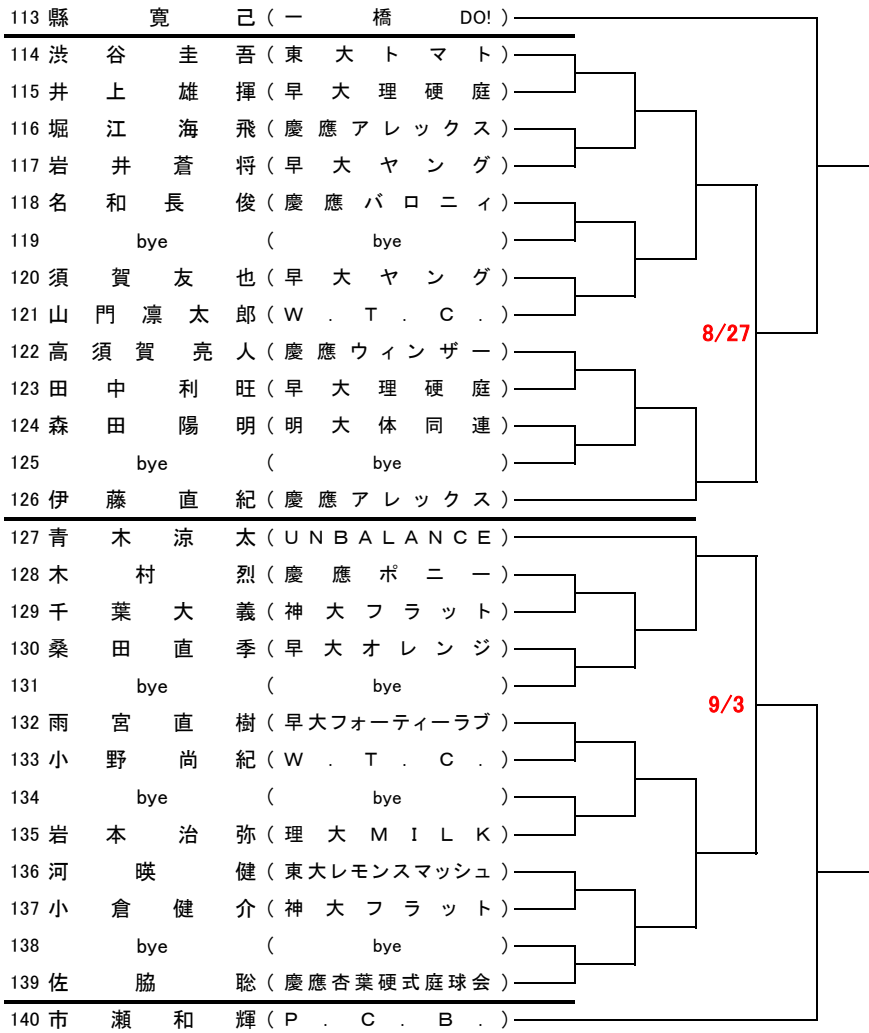 113 縣寛己(一橋DO!)
114 渋谷圭吾(東大トマト)
115 井上雄揮(早大理硬庭)
116 堀江海飛(慶應アレックス)
117 岩井蒼将(早大ヤング)
118 名和長俊(慶應バロニィ)
119 bye(bye)
120 須賀友也(早大ヤング)
121 山門凛太郎(W.T.C.)
8/27
122 高須賀亮人(慶應ウィンザー)
123 田中利旺(早大理硬庭)
124 森田陽明(明大体同連)
125 bye(bye)
126 伊藤直紀(慶應アレックス)
127 青木涼太(UNBALANCE)
128 木村烈(慶應ポニー)
129 千葉大義(神大フラット)
130 桑田直季(早大オレンジ)
131 bye(bye)
9/3
132 雨宮直樹(早大フォーティーラブ)
133 小野尚紀(W.T.C.)
134 bye(bye)
135 岩本治弥(理大MILK)
136 河暎健(東大レモンスマッシュ)
137 小倉健介(神大フラット)
138 bye(bye)
139 佐脇聡(慶應杏葉硬式庭球会)
140 市瀬和輝(P.C.B.)